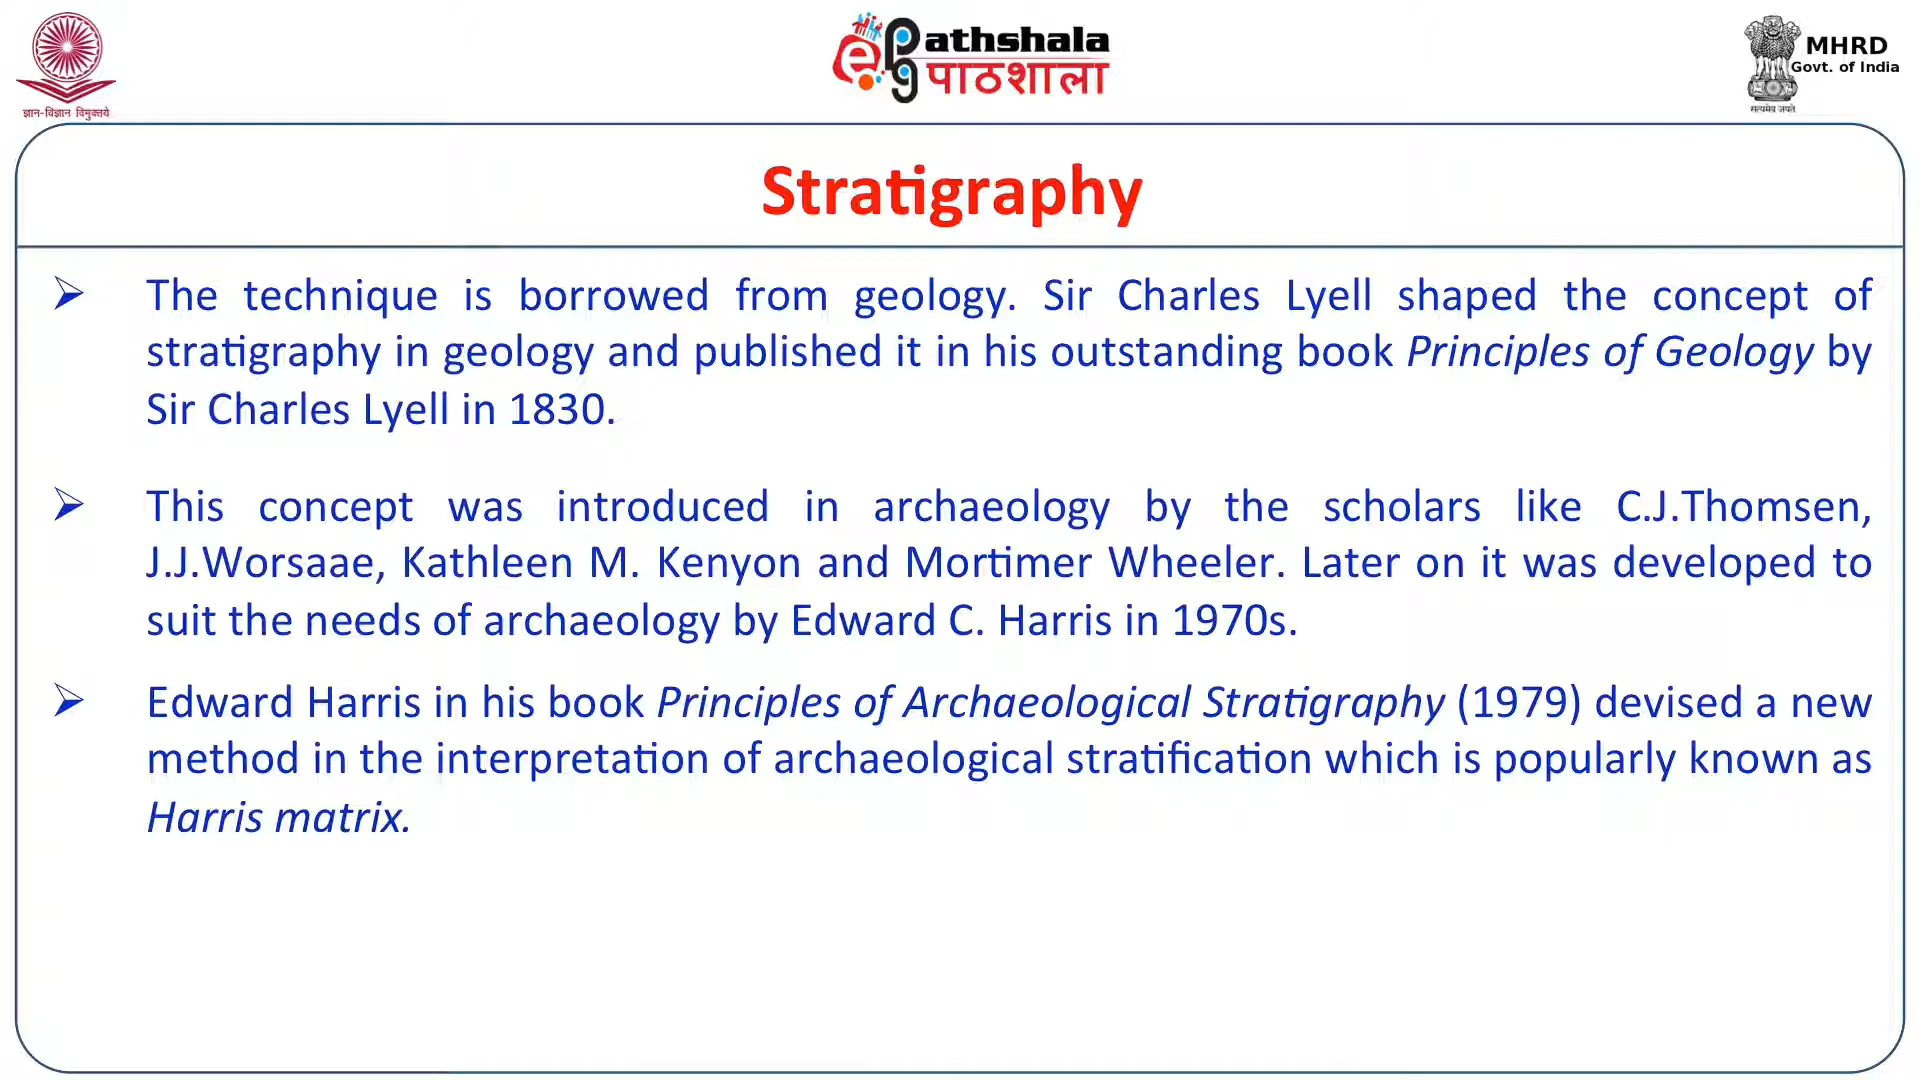 ज्ञान-विज्ञान विमुक्तये
Pathshala
पाठशाला
MHRD
Govt. of India
सत्यमेव जयते
Stratigraphy
The technique is borrowed from geology. Sir Charles Lyell shaped the concept of
stratigraphy in geology and published it in his outstanding book Principles of Geology by
Sir Charles Lyell in 1830.
This concept was introduced in archaeology by the scholars like C.J.Thomsen,
J.J.Worsaae, Kathleen M. Kenyon and Mortimer Wheeler. Later on it was developed to
suit the needs of archaeology by Edward C. Harris in 1970s.
Edward Harris in his book Principles of Archaeological Stratigraphy (1979) devised a new
method in the interpretation of archaeological stratification which is popularly known as
Harris matrix.